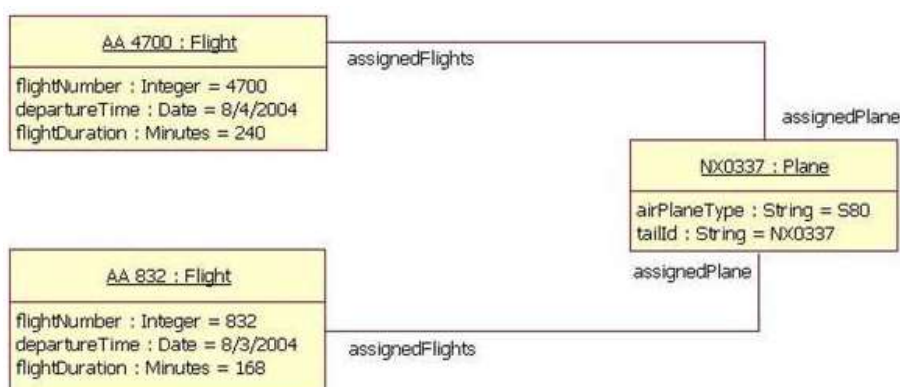 AA 4700 : Flight
flightNumber : Integer = 4700
departureTime : Date = 8/4/2004
flightDuration : Minutes = 240
assignedFlights
assignedPlane
NX0337 : Plane
airPlaneType : String = S80
tailId : String = NX0337
assignedPlane
AA 832 : Flight
flightNumber : Integer = 832
departureTime : Date = 8/3/2004
flightDuration : Minutes = 168
assignedFlights